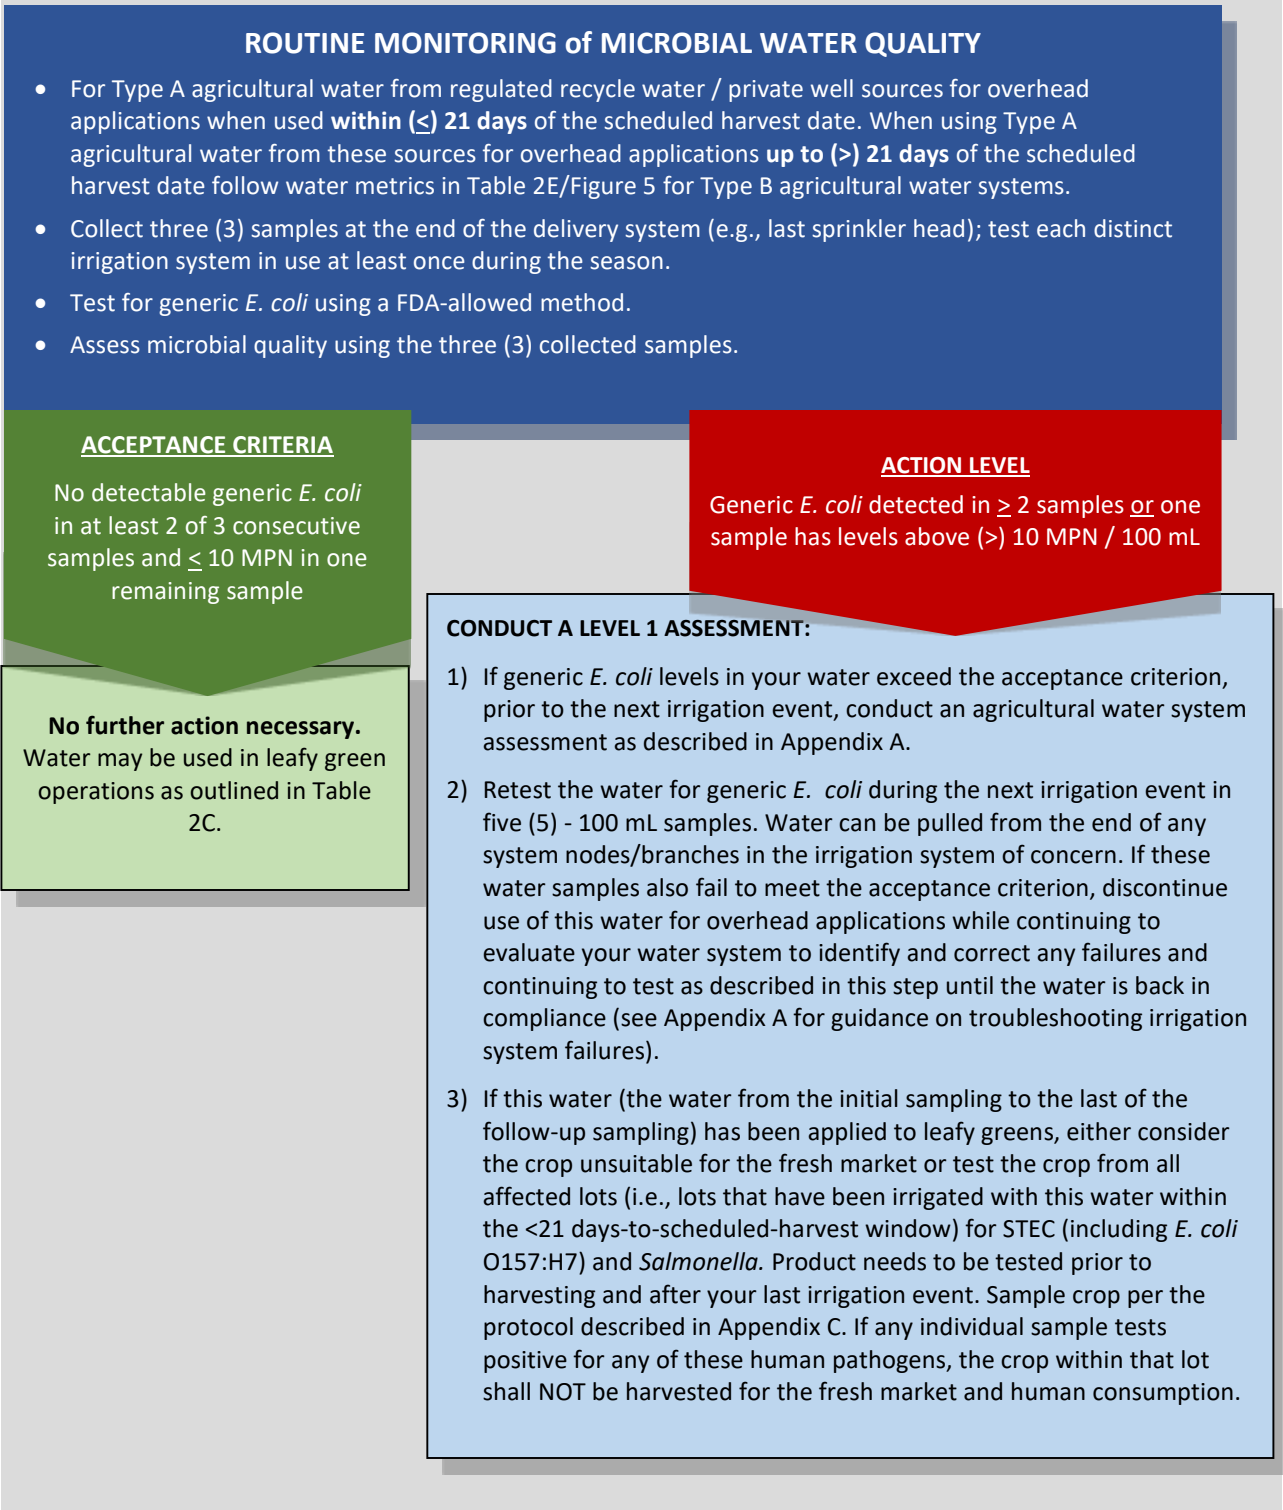 ROUTINE MONITORING of MICROBIAL WATER QUALITY
• For Type A agricultural water from regulated recycle water / private well sources for overhead
applications when used within (<) 21 days of the scheduled harvest date. When using Type A
agricultural water from these sources for overhead applications up to (>) 21 days of the scheduled
harvest date follow water metrics in Table 2E/Figure 5 for Type B agricultural water systems.
• Collect three (3) samples at the end of the delivery system (e.g., last sprinkler head); test each distinct
irrigation system in use at least once during the season.
• Test for generic E. coli using a FDA-allowed method.
• Assess microbial quality using the three (3) collected samples.
ACCEPTANCE CRITERIA
No detectable generic E. coli
in at least 2 of 3 consecutive
samples and < 10 MPN in one
remaining sample
No further action necessary.
Water may be used in leafy green
operations as outlined in Table
2C.
ACTION LEVEL
Generic E. coli detected in > 2 samples or one
sample has levels above (>) 10 MPN / 100 mL
CONDUCT A LEVEL 1 ASSESSMENT:
1) If generic E. coli levels in your water exceed the acceptance criterion,
prior to the next irrigation event, conduct an agricultural water system
assessment as described in Appendix A.
2) Retest the water for generic E. coli during the next irrigation event in
five (5) - 100 mL samples. Water can be pulled from the end of any
system nodes/branches in the irrigation system of concern. If these
water samples also fail to meet the acceptance criterion, discontinue
use of this water for overhead applications while continuing to
evaluate your water system to identify and correct any failures and
continuing to test as described in this step until the water is back in
compliance (see Appendix A for guidance on troubleshooting irrigation
system failures).
3) If this water (the water from the initial sampling to the last of the
follow-up sampling) has been applied to leafy greens, either consider
the crop unsuitable for the fresh market or test the crop from all
affected lots (i.e., lots that have been irrigated with this water within
the <21 days-to-scheduled-harvest window) for STEC (including E. coli
O157:H7) and Salmonella. Product needs to be tested prior to
harvesting and after your last irrigation event. Sample crop per the
protocol described in Appendix C. If any individual sample tests
positive for any of these human pathogens, the crop within that lot
shall NOT be harvested for the fresh market and human consumption.